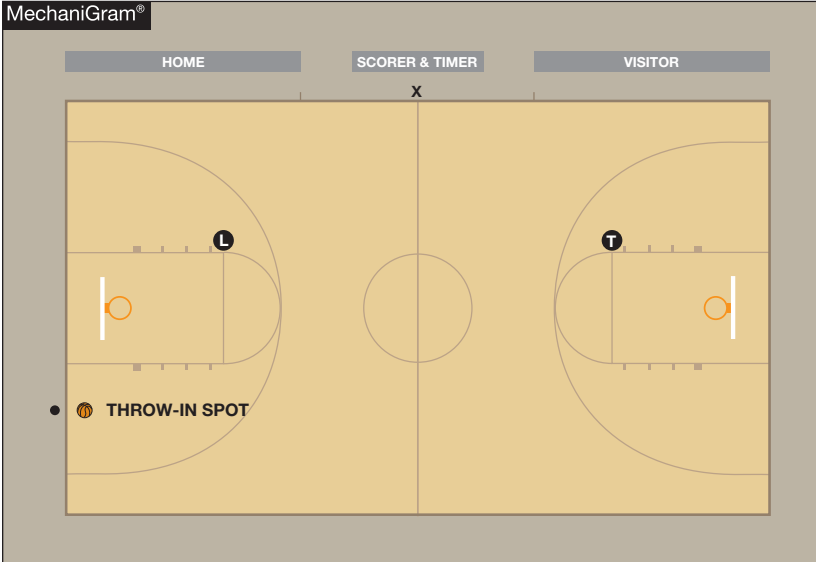 MechaniGram®
HOME
SCORER & TIMER
VISITOR
X
L
T
THROW-IN SPOT